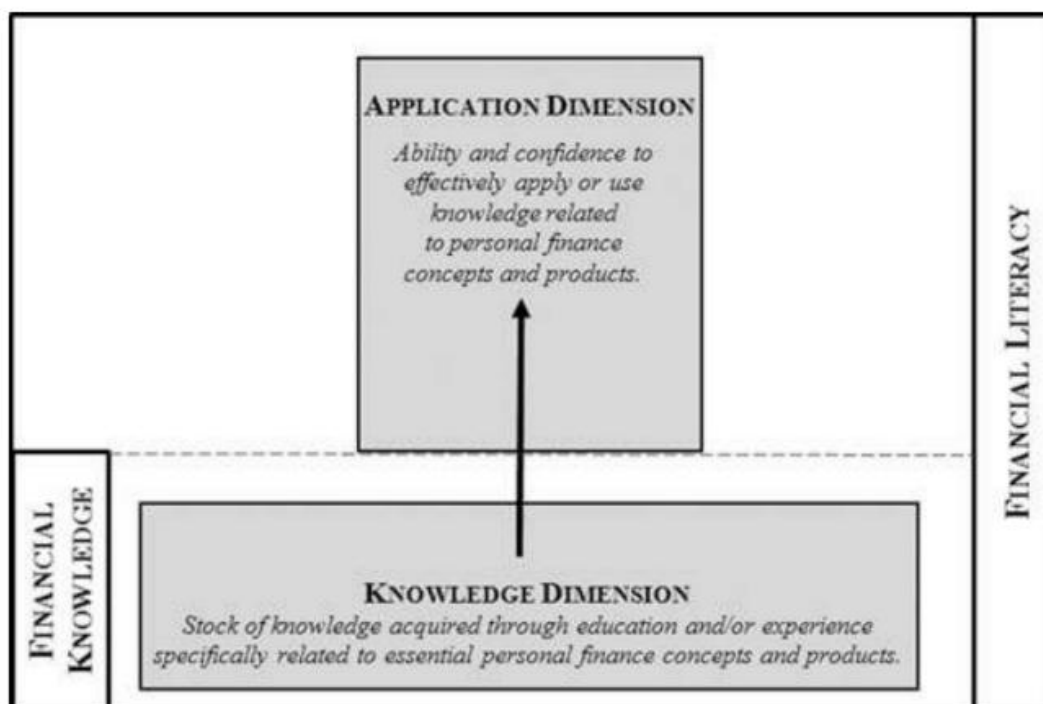 APPLICATION DIMENSION
Ability and confidence to
effectively apply or use
knowledge related
to personal finance
concepts and products.
FINANCIAL LITERACY
FINANCIAL
KNOWLEDGE
KNOWLEDGE DIMENSION
Stock of knowledge acquired through education and/or experience
specifically related to essential personal finance concepts and products.